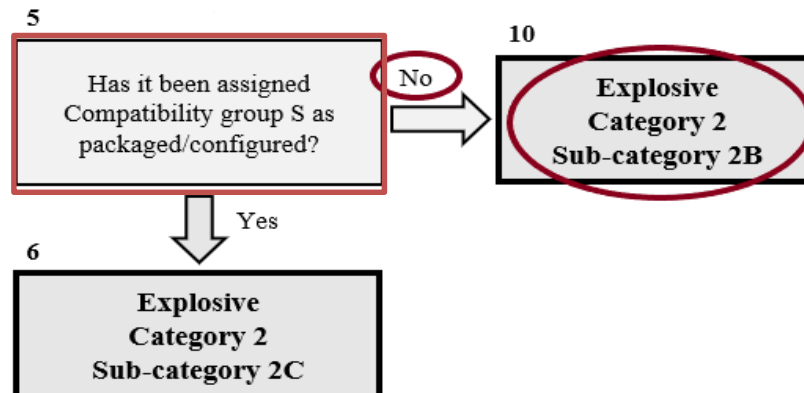 5
Has it been assigned
Compatibility group S as
packaged/configured?
No
10
Explosive
Category 2
Sub-category 2B
Yes
6
Explosive
Category 2
Sub-category 2C